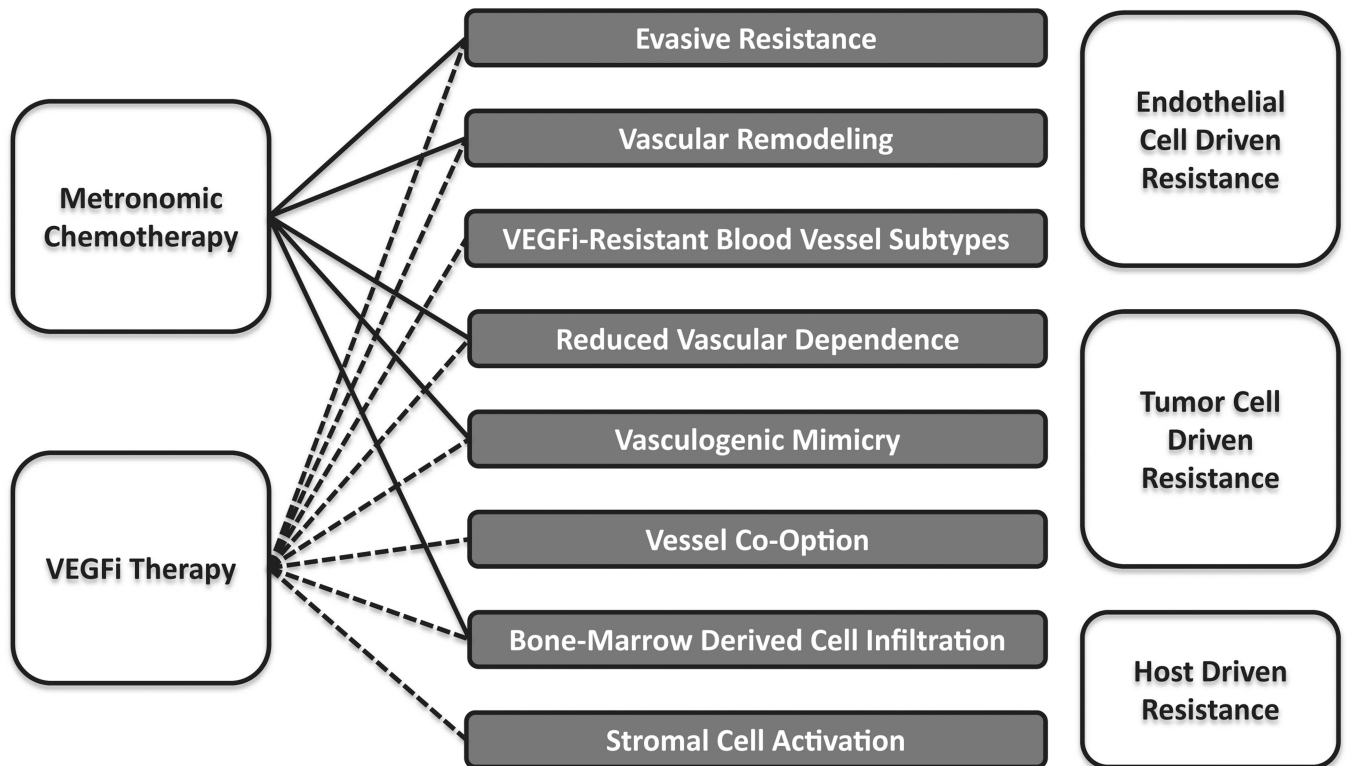 Metronomic
Chemotherapy
VEGFi Therapy
Evasive Resistance
Vascular Remodeling
VEGFi-Resistant Blood Vessel Subtypes
Reduced Vascular Dependence
Vasculogenic Mimicry
Vessel Co-Option
Bone-Marrow Derived Cell Infiltration
Stromal Cell Activation
Endothelial
Cell Driven
Resistance
Tumor Cell
Driven
Resistance
Host Driven
Resistance